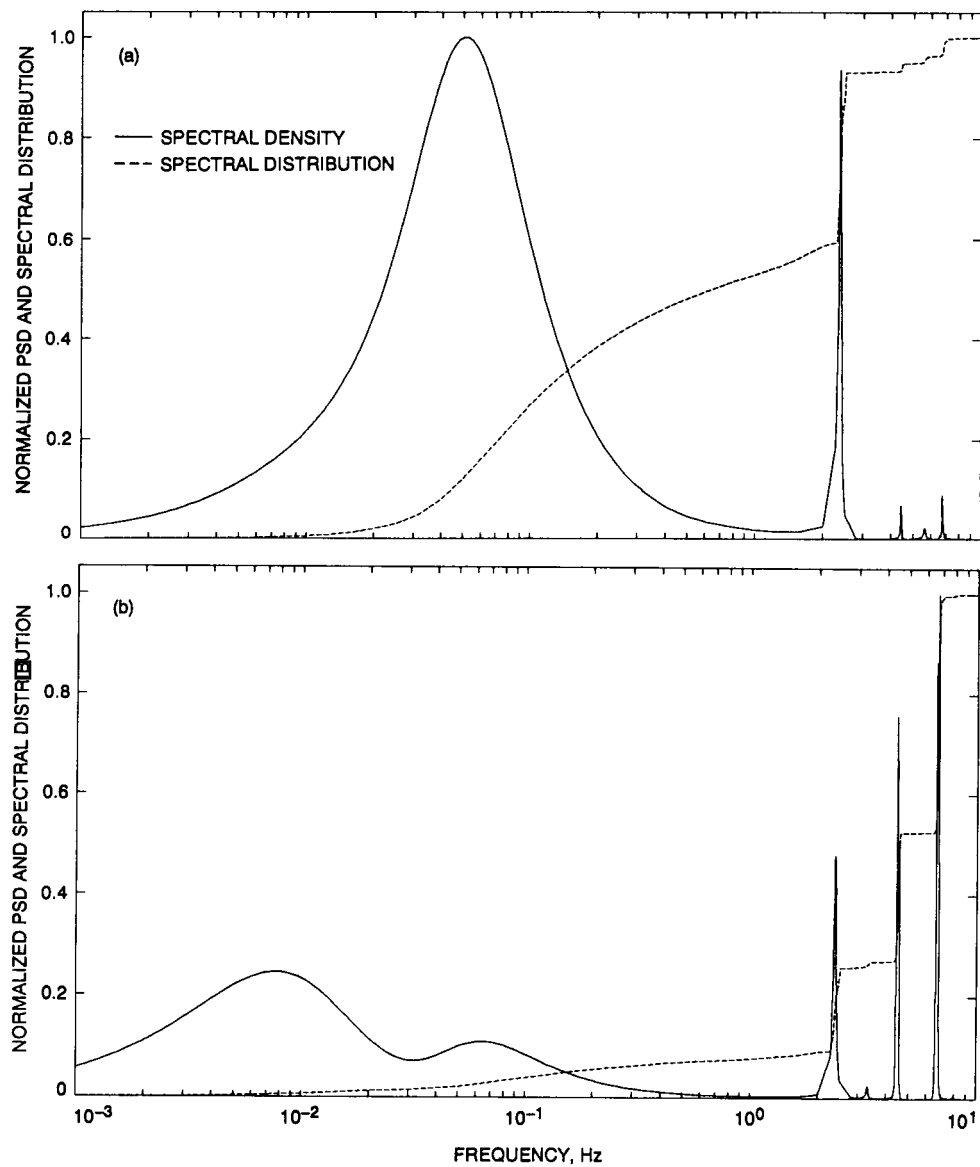 (a)
1.0
0.8
0.6
0.4
0.2
0
NORMALIZED PSD AND SPECTRAL DISTRIBUTION
SPECTRAL DENSITY
SPECTRAL DISTRIBUTION
(b)
1.0
0.8
0.6
0.4
0.2
0
NORMALIZED PSD AND SPECTRAL DISTRIBUTION
10⁻³ 10⁻² 10⁻¹ 10⁰ 10¹
FREQUENCY, Hz